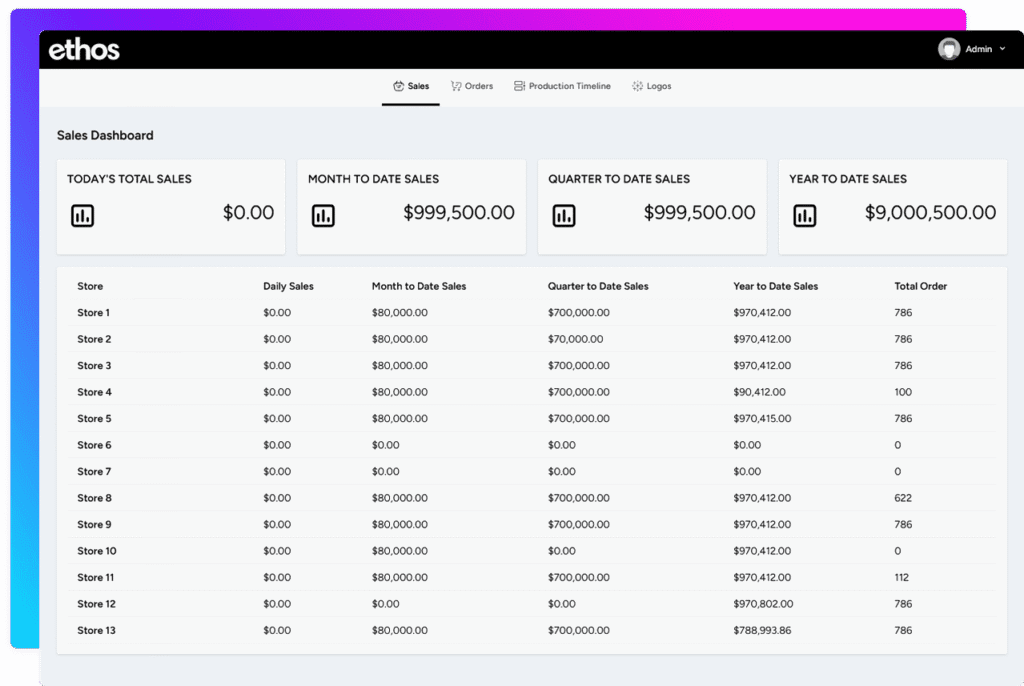 ethos
Admin
Sales Orders Production Timeline Logos
Sales Dashboard
TODAY'S TOTAL SALES MONTH TO DATE SALES QUARTER TO DATE SALES YEAR TO DATE SALES
$0.00 $999,500.00 $999,500.00 $9,000,500.00
Store Daily Sales Month to Date Sales Quarter to Date Sales Year to Date Sales Total Order
Store 1 $0.00 $80,000.00 $700,000.00 $970,412.00 786
Store 2 $0.00 $80,000.00 $70,000.00 $970,412.00 786
Store 3 $0.00 $80,000.00 $700,000.00 $970,412.00 786
Store 4 $0.00 $80,000.00 $700,000.00 $90,412.00 100
Store 5 $0.00 $80,000.00 $700,000.00 $970,415.00 786
Store 6 $0.00 $0.00 $0.00 $0.00 0
Store 7 $0.00 $0.00 $0.00 $0.00 0
Store 8 $0.00 $80,000.00 $700,000.00 $970,412.00 622
Store 9 $0.00 $80,000.00 $700,000.00 $970,412.00 786
Store 10 $0.00 $80,000.00 $0.00 $970,412.00 0
Store 11 $0.00 $80,000.00 $700,000.00 $970,412.00 112
Store 12 $0.00 $0.00 $0.00 $970,802.00 786
Store 13 $0.00 $80,000.00 $700,000.00 $788,993.86 786